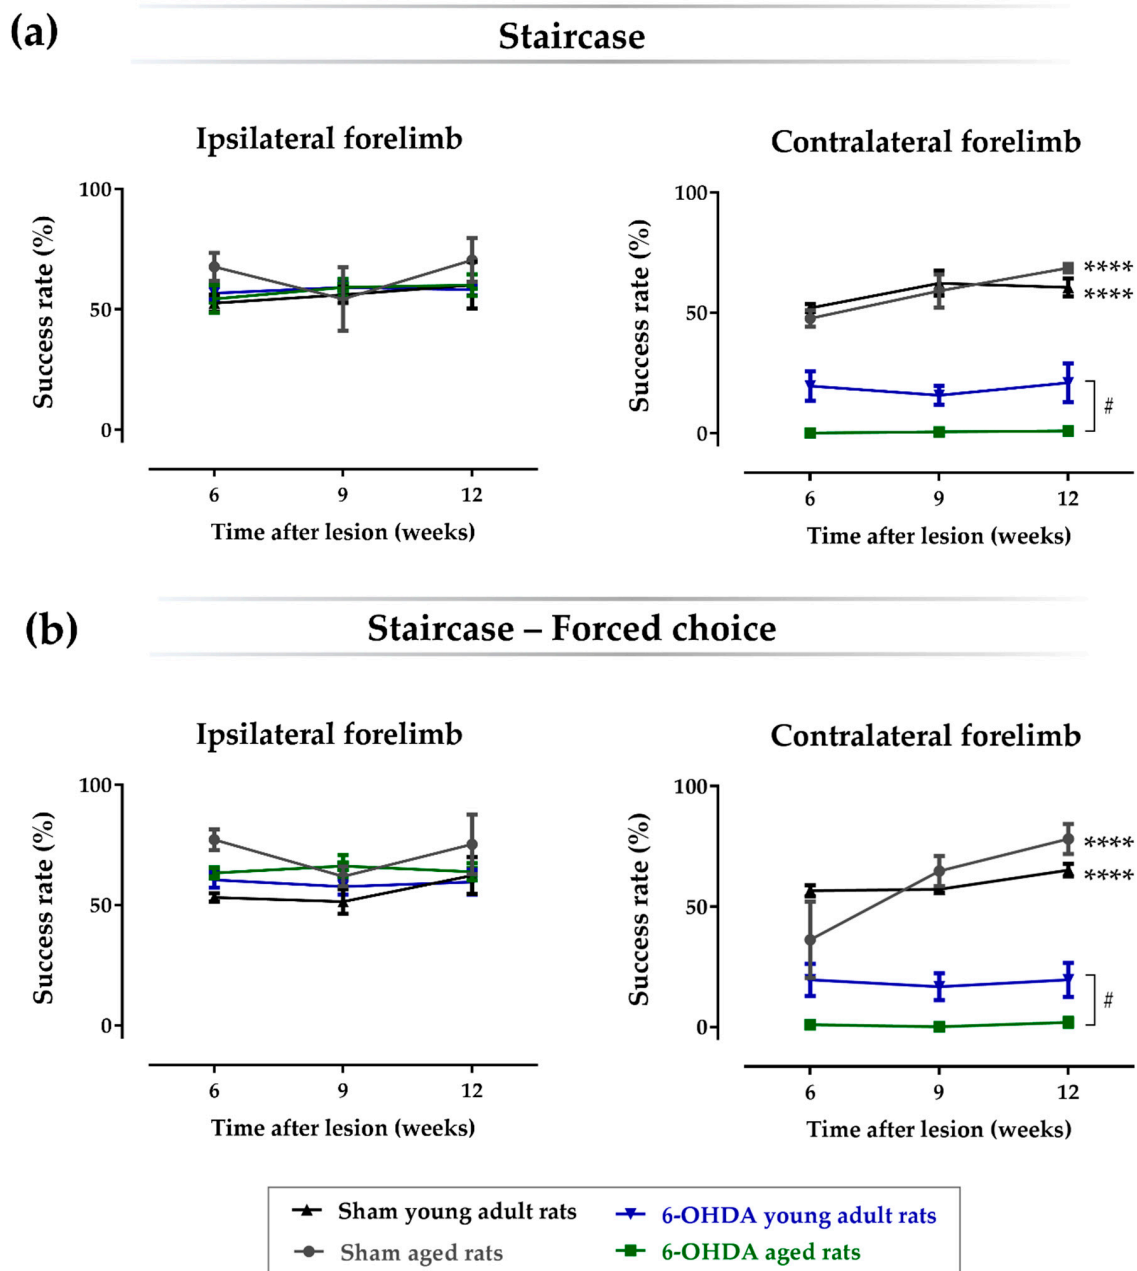 (a)
Staircase
Ipsilateral forelimb
Contralateral forelimb
Success rate (%)
100
50
0
6 9 12
Time after lesion (weeks)
Success rate (%)
100
50
0
****
****
#
6 9 12
Time after lesion (weeks)
(b)
Staircase – Forced choice
Ipsilateral forelimb
Contralateral forelimb
Success rate (%)
100
50
0
6 9 12
Time after lesion (weeks)
Success rate (%)
100
50
0
****
****
#
6 9 12
Time after lesion (weeks)
Sham young adult rats
6-OHDA young adult rats
Sham aged rats
6-OHDA aged rats